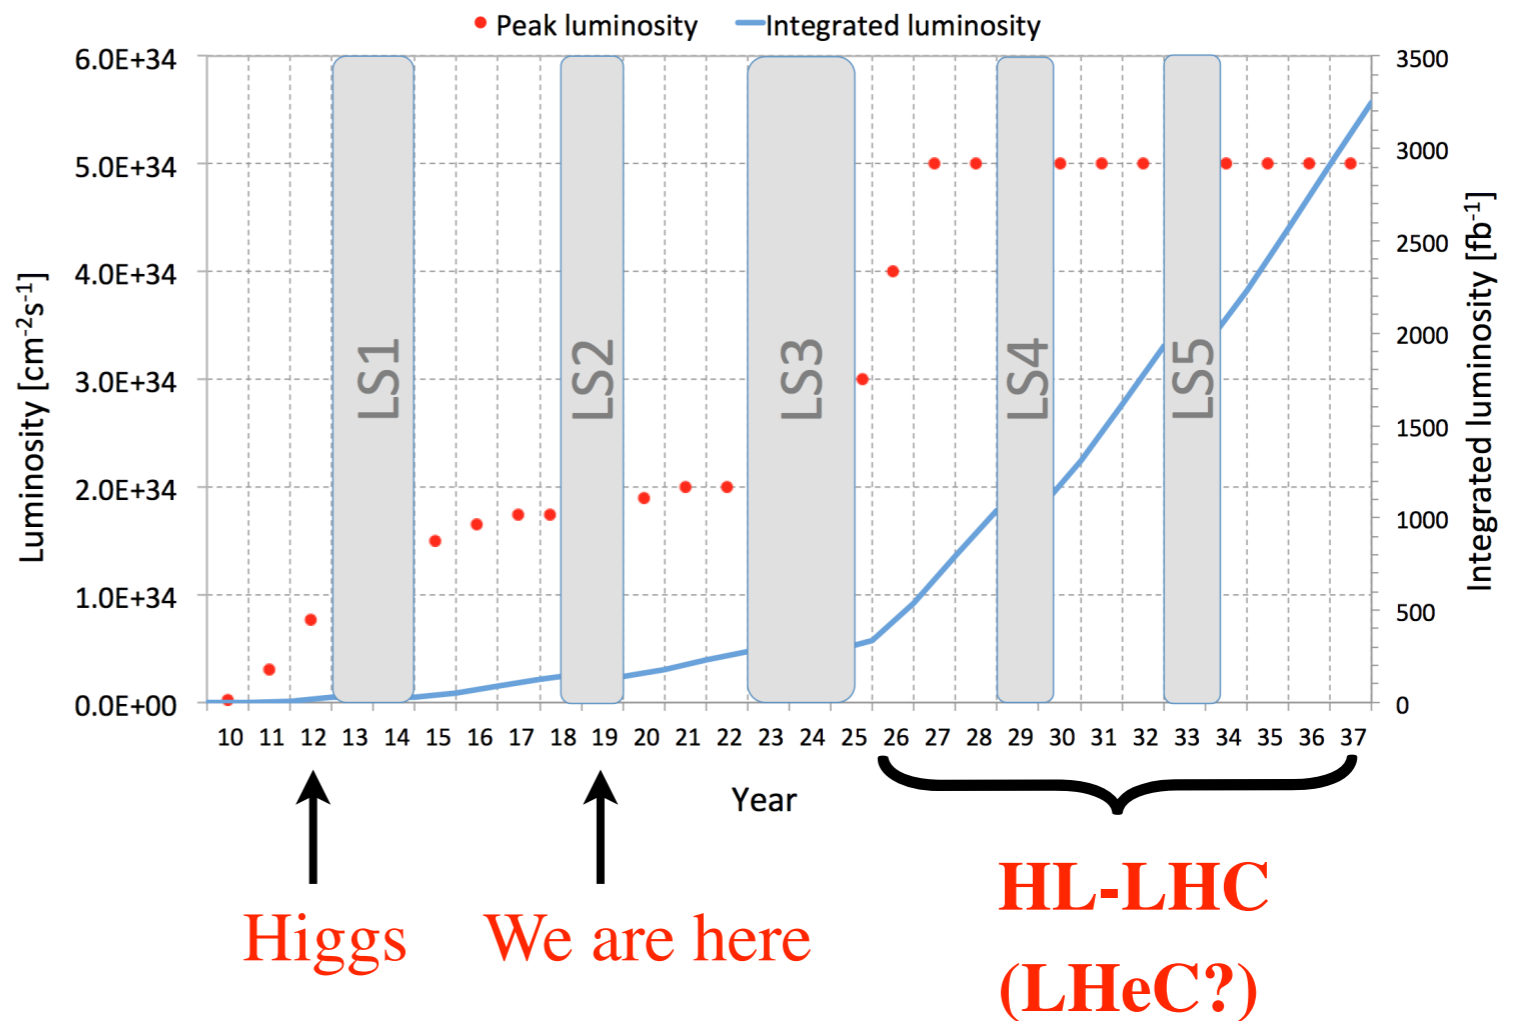 Peak luminosity Integrated luminosity
6.0E+34
5.0E+34
4.0E+34
3.0E+34
2.0E+34
1.0E+34
0.0E+00
Luminosity [cm⁻²s⁻¹]
LS1
LS2
LS3
LS4
LS5
3500
3000
2500
2000
1500
1000
500
0
Integrated luminosity [fb⁻¹]
10 11 12 13 14 15 16 17 18 19 20 21 22 23 24 25 26 27 28 29 30 31 32 33 34 35 36 37
Year
Higgs
We are here
HL-LHC
(LHeC?)